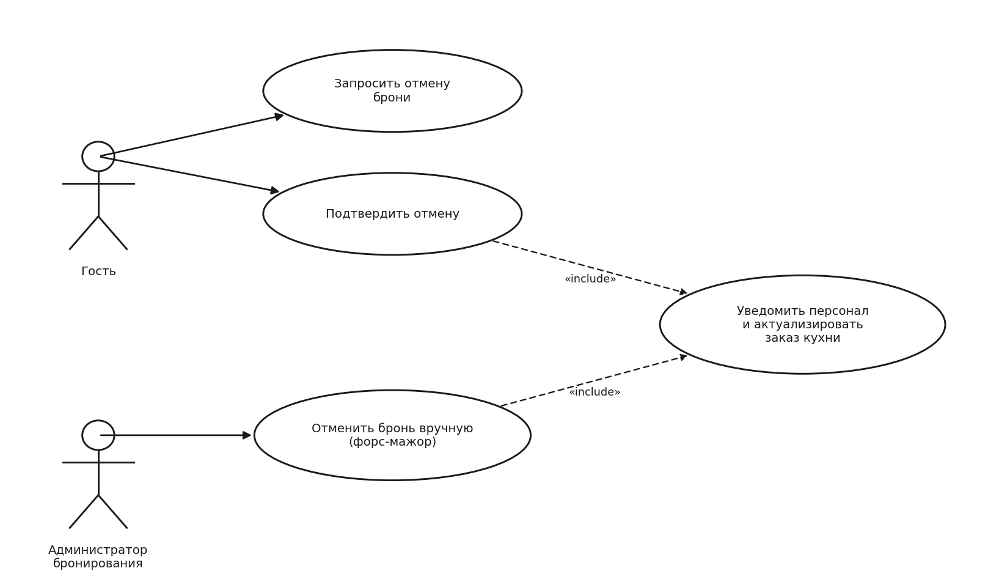 Запросить отмену
брони
Подтвердить отмену
Гость
«include»
Уведомить персонал
и актуализировать
заказ кухни
«include»
Отменить бронь вручную
(форс-мажор)
Администратор
бронирования